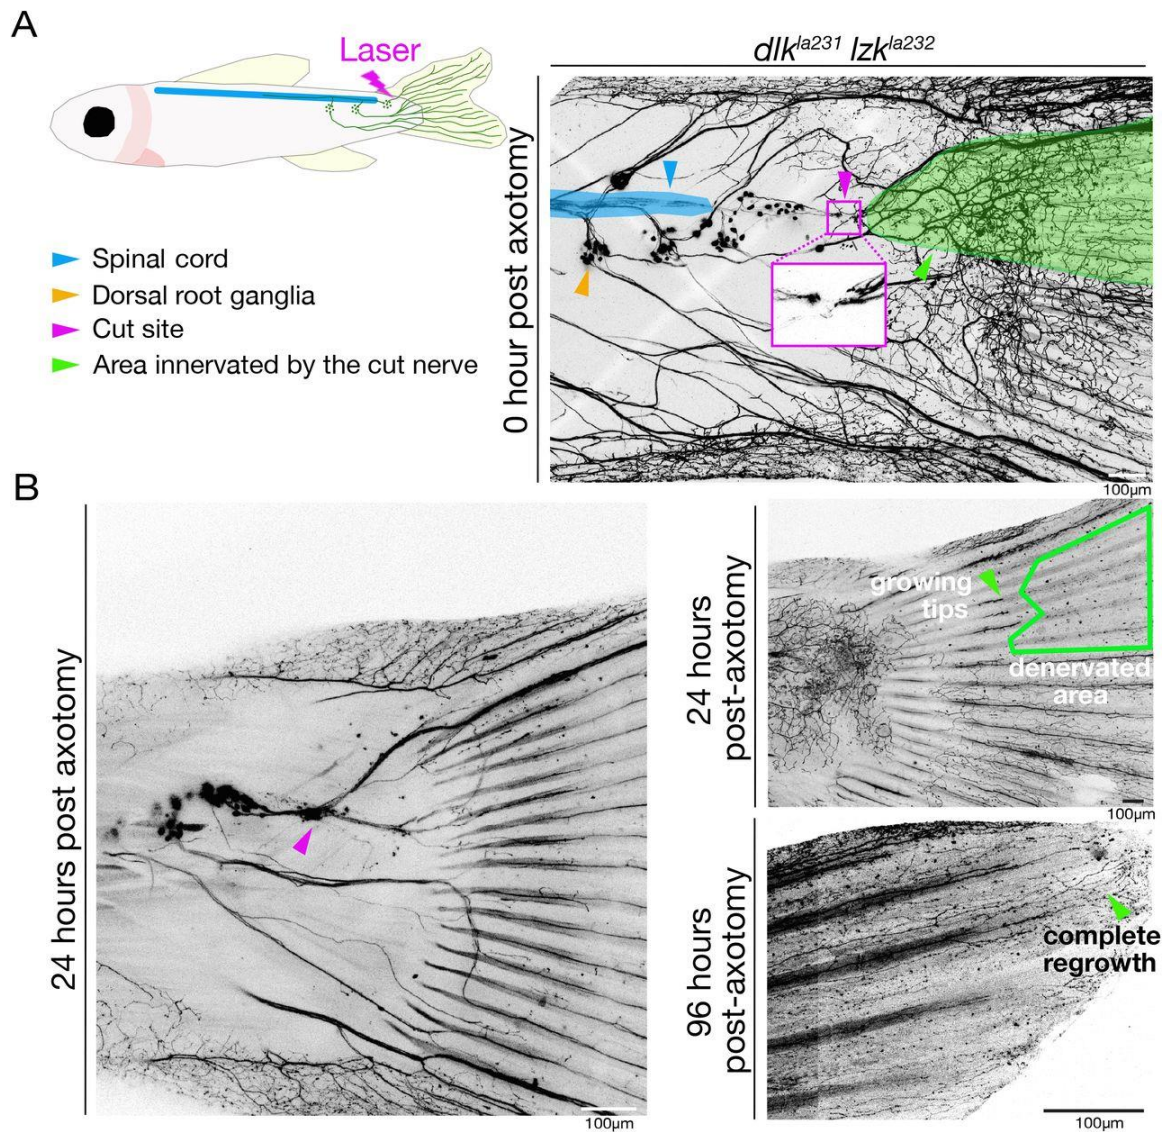 A
Laser
Spinal cord
Dorsal root ganglia
Cut site
Area innervated by the cut nerve
dlk^la231 lzk^la232
0 hour post axotomy
100µm
B
24 hours post axotomy
100µm
24 hours
post-axotomy
growing
tips
denervated
area
100µm
96 hours
post-axotomy
complete
regrowth
100µm